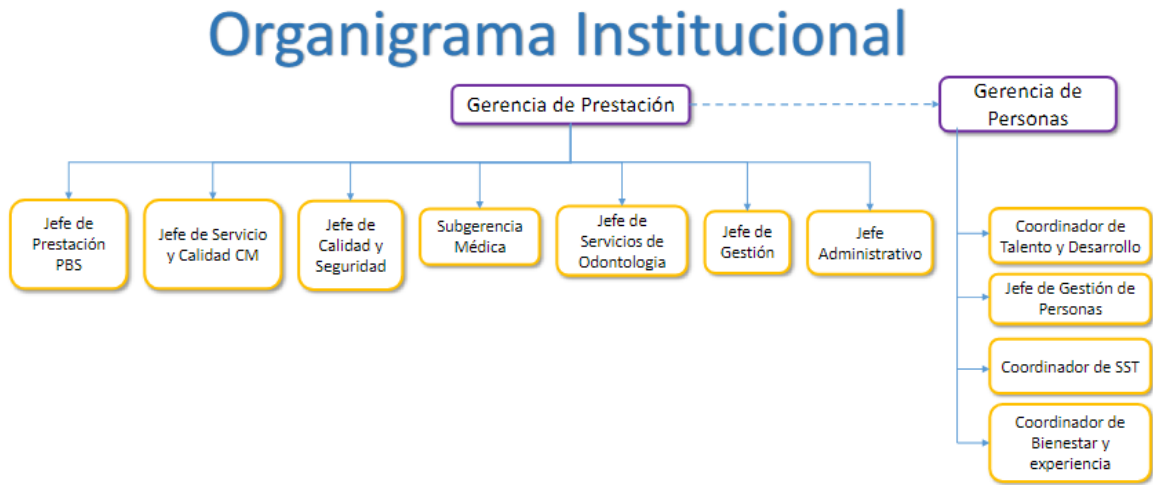 Organigrama Institucional
Gerencia de Prestación
Gerencia de
Personas
Jefe de
Prestación
PBS
Jefe de Servicio
y Calidad CM
Jefe de
Calidad y
Seguridad
Subgerencia
Médica
Jefe de
Servicios de
Odontologia
Jefe de
Gestión
Jefe
Administrativo
Coordinador de
Talento y Desarrollo
Jefe de Gestión de
Personas
Coordinador de SST
Coordinador de
Bienestar y
experiencia